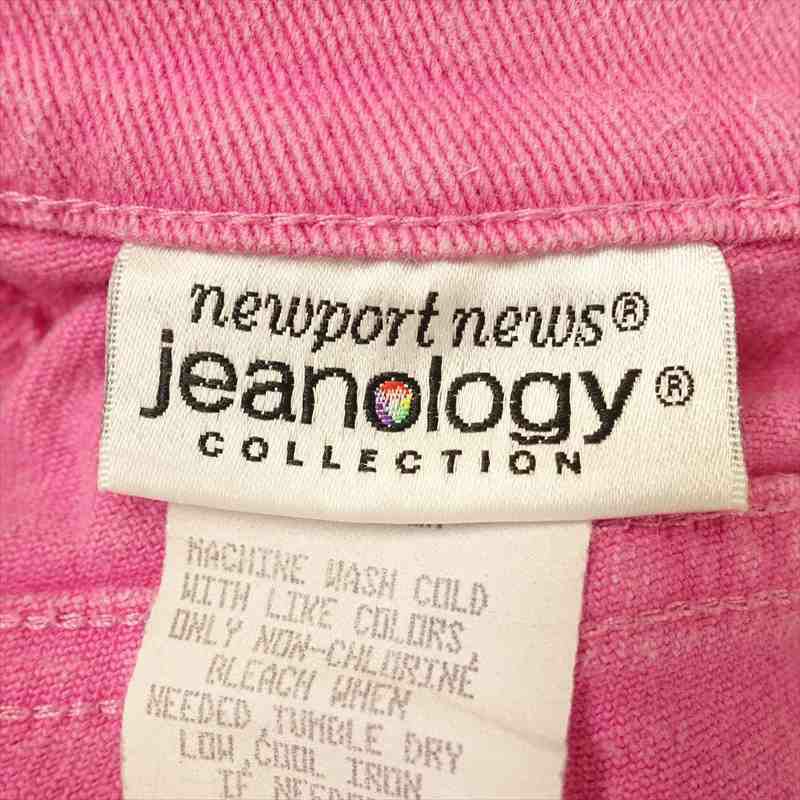 newport news®
jeanology®
COLLECTION
MACHINE WASH COLD
WITH LIKE COLORS,
ONLY NON-CHLORINE
BLEACH WHEN
NEEDED, TUMBLE DRY
LOW, COOL IRON
IF